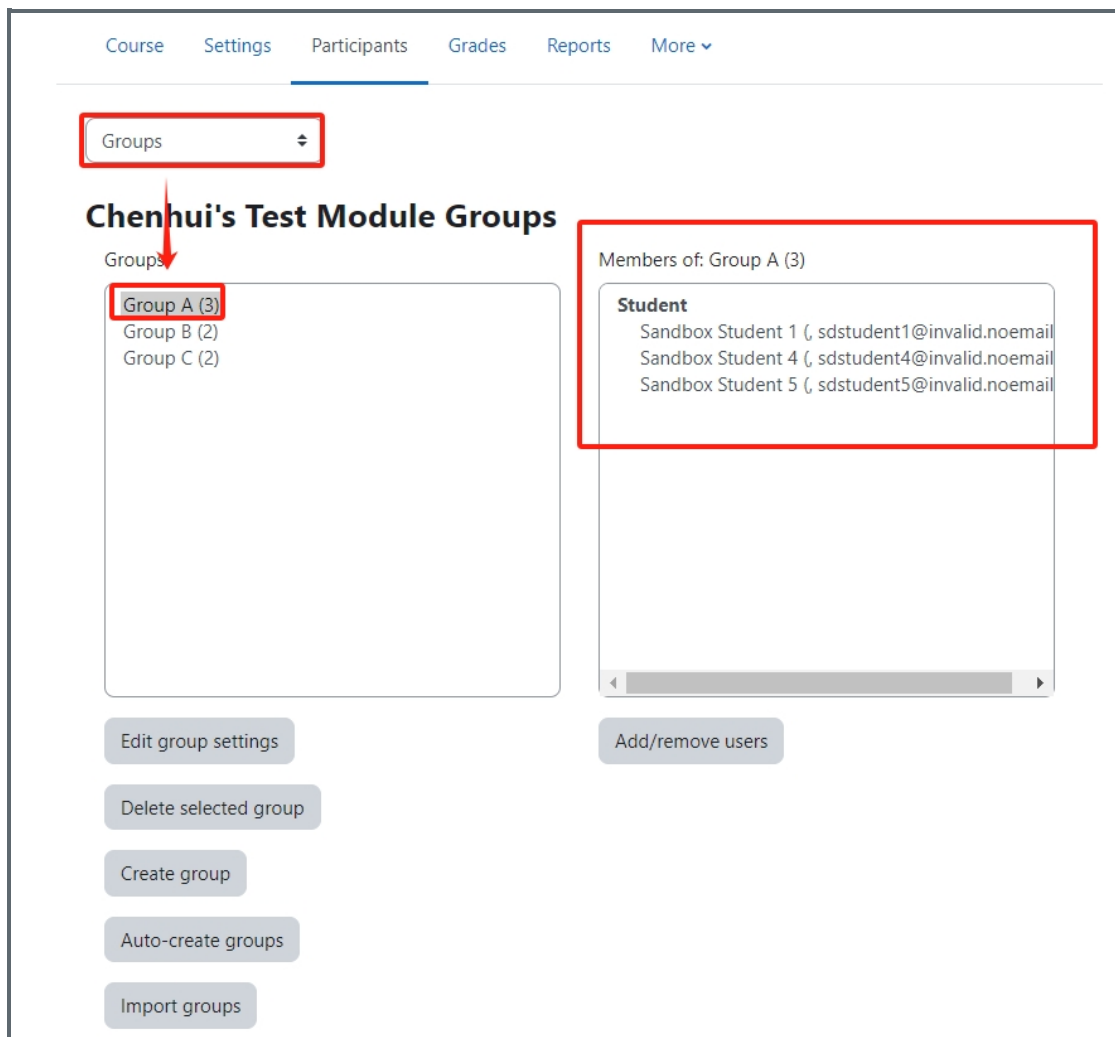 Course Settings Participants Grades Reports More
Groups
Chenhui's Test Module Groups
Groups
Group A (3)
Group B (2)
Group C (2)
Members of: Group A (3)
Student
Sandbox Student 1 (, sdstudent1@invalid.noemail
Sandbox Student 4 (, sdstudent4@invalid.noemail
Sandbox Student 5 (, sdstudent5@invalid.noemail
Edit group settings
Add/remove users
Delete selected group
Create group
Auto-create groups
Import groups